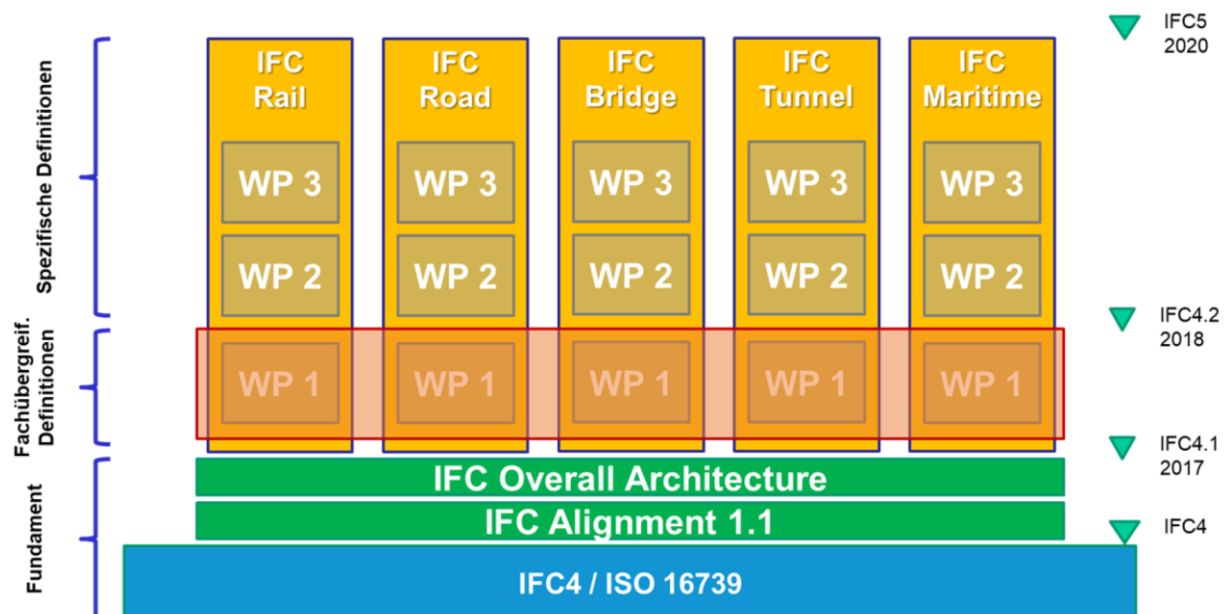 IFC5
2020
Spezifische Definitionen
IFC
Rail
IFC
Road
IFC
Bridge
IFC
Tunnel
IFC
Maritime
WP 3
WP 3
WP 3
WP 3
WP 3
WP 2
WP 2
WP 2
WP 2
WP 2
IFC4.2
2018
Fachübergreif.
Definitionen
WP 1
WP 1
WP 1
WP 1
WP 1
IFC4.1
2017
Fundament
IFC Overall Architecture
IFC Alignment 1.1
IFC4
IFC4 / ISO 16739